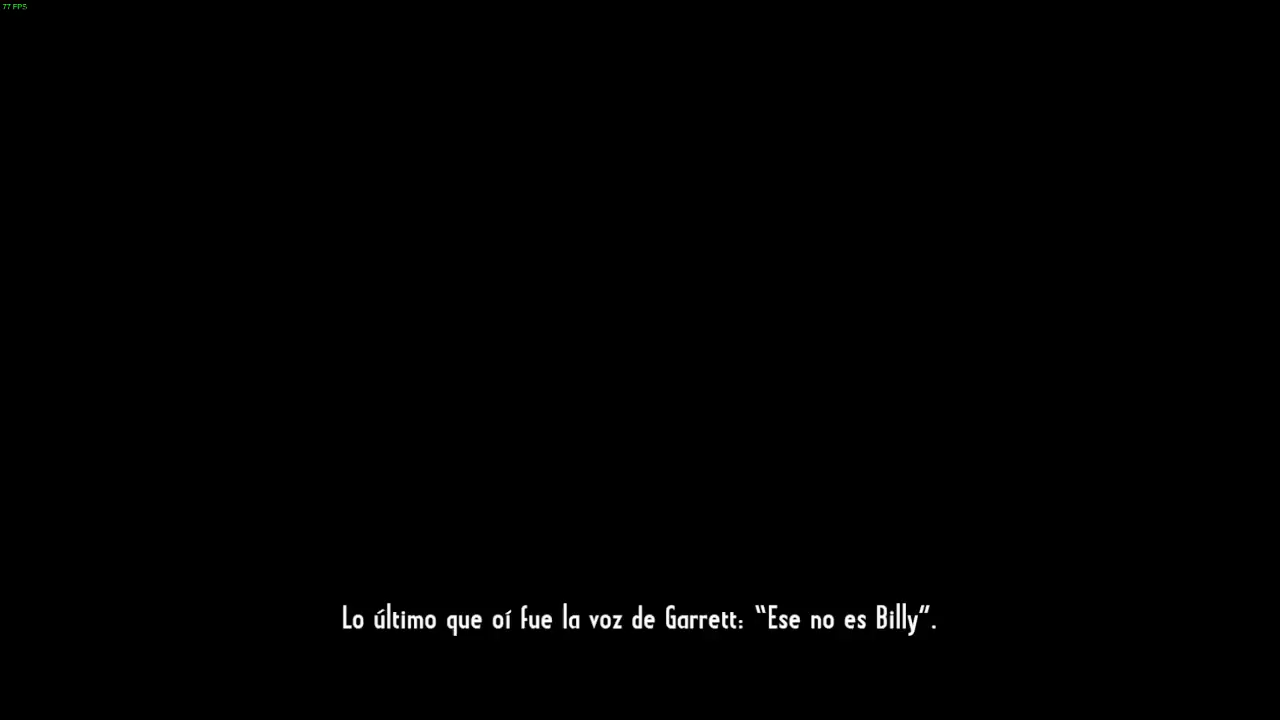 77 FPS
Lo último que oí fue la voz de Garrett: “Ese no es Billy”.